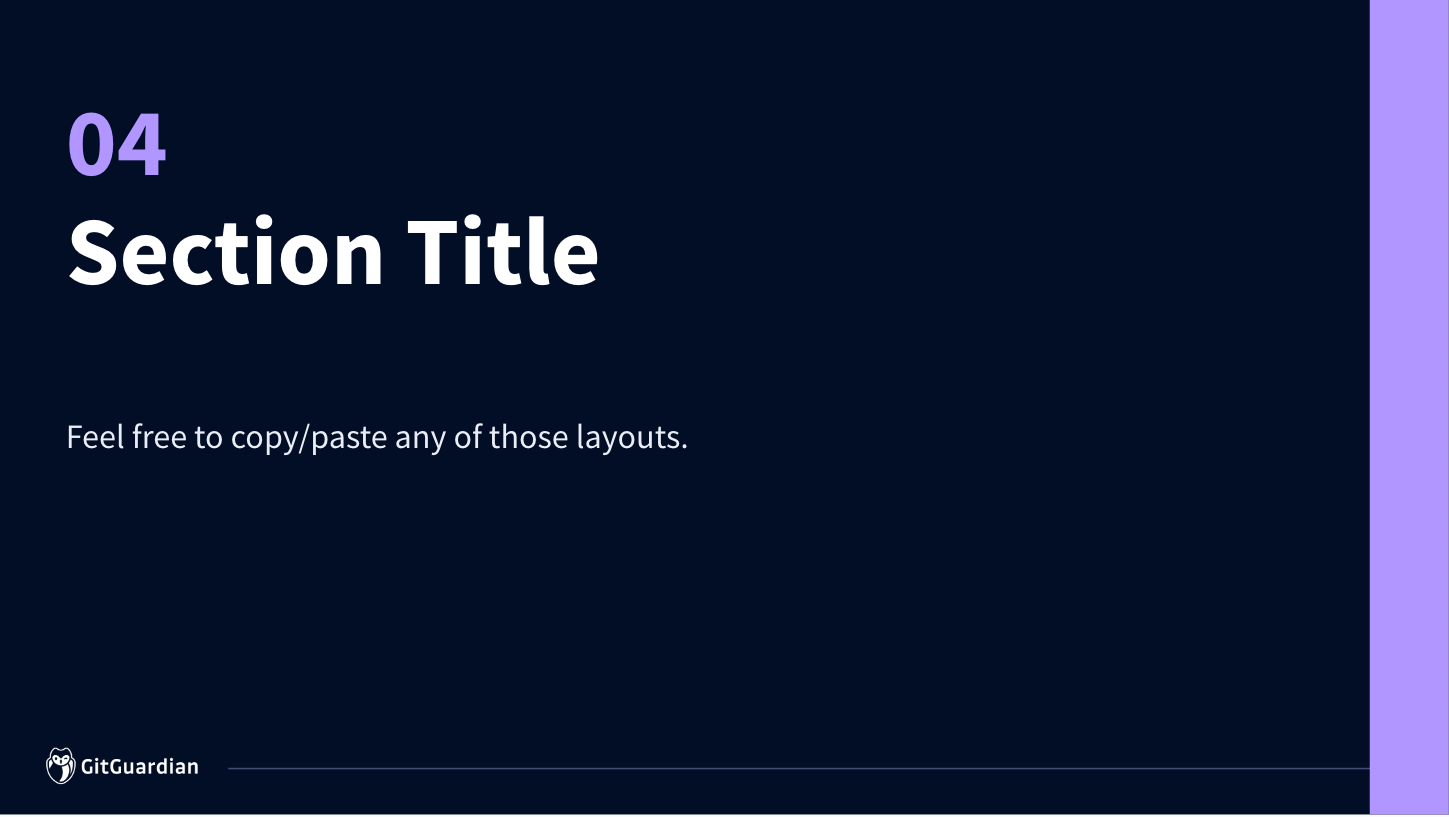 04
Section Title
Feel free to copy/paste any of those layouts.
GitGuardian